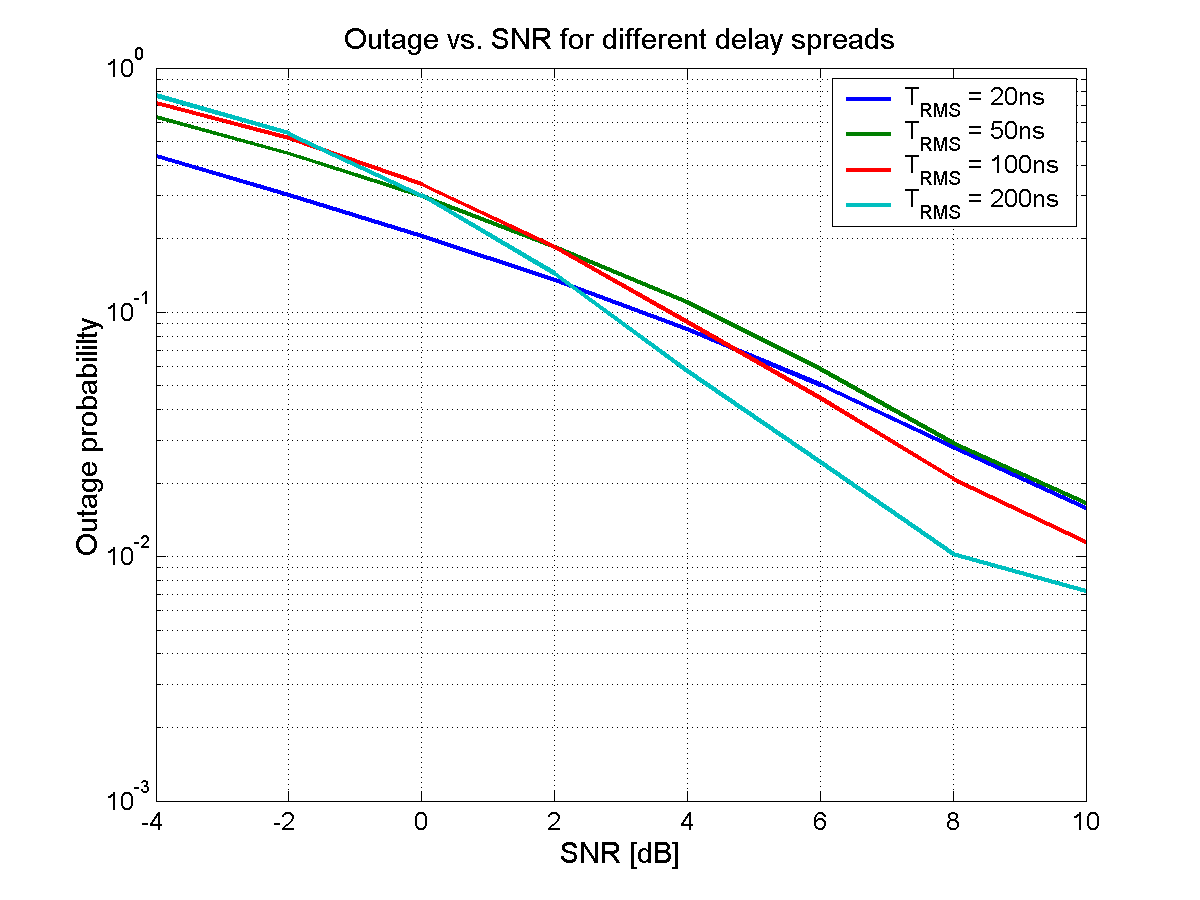 Outage vs. SNR for different delay spreads
T_RMS = 20ns
T_RMS = 50ns
T_RMS = 100ns
T_RMS = 200ns
10^0
10^-1
10^-2
10^-3
Outage probabililty
-4 -2 0 2 4 6 8 10
SNR [dB]